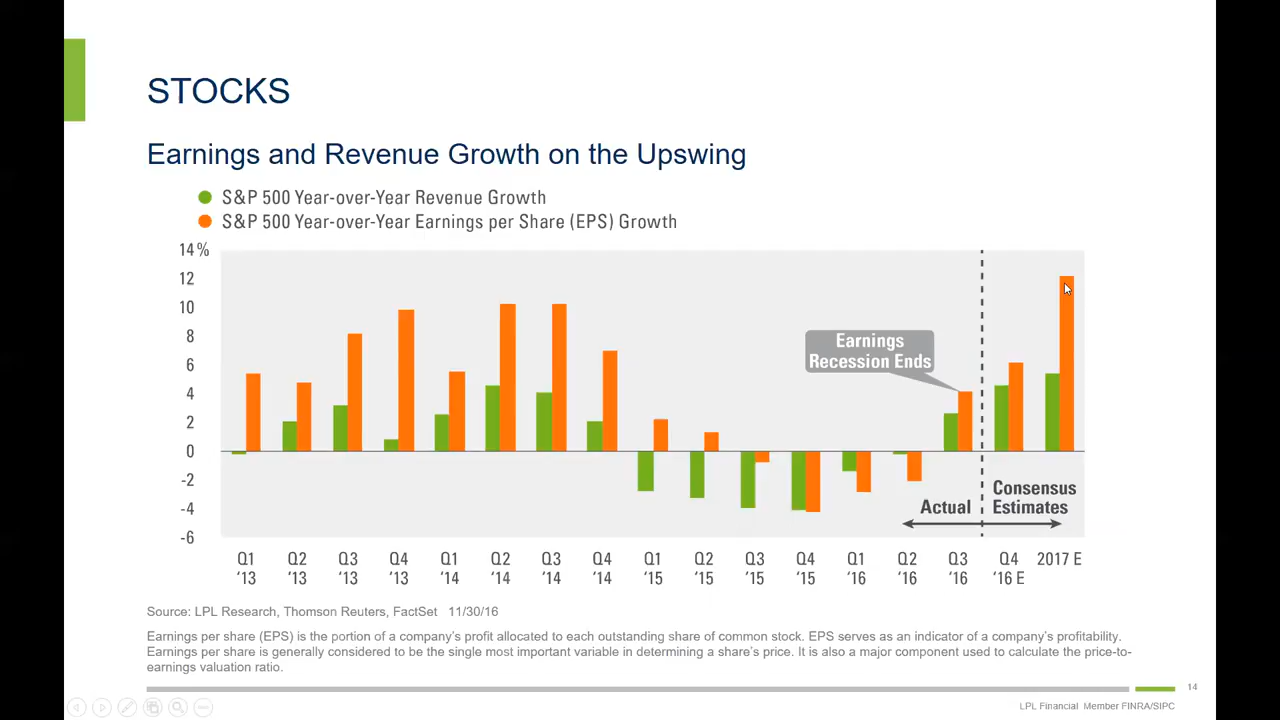 STOCKS
Earnings and Revenue Growth on the Upswing
S&P 500 Year-over-Year Revenue Growth
S&P 500 Year-over-Year Earnings per Share (EPS) Growth
14%
12
10
8
6
4
2
0
-2
-4
-6
Earnings
Recession Ends
Actual
Consensus
Estimates
Q1 Q2 Q3 Q4 Q1 Q2 Q3 Q4 Q1 Q2 Q3 Q4 Q1 Q2 Q3 Q4 2017 E
‘13 ‘13 ‘13 ‘13 ‘14 ‘14 ‘14 ‘14 ‘15 ‘15 ‘15 ‘15 ‘16 ‘16 ‘16 ‘16 E
Source: LPL Research, Thomson Reuters, FactSet 11/30/16
Earnings per share (EPS) is the portion of a company’s profit allocated to each outstanding share of common stock. EPS serves as an indicator of a company’s profitability.
Earnings per share is generally considered to be the single most important variable in determining a share’s price. It is also a major component used to calculate the price-to-
earnings valuation ratio.
14
LPL Financial Member FINRA/SIPC